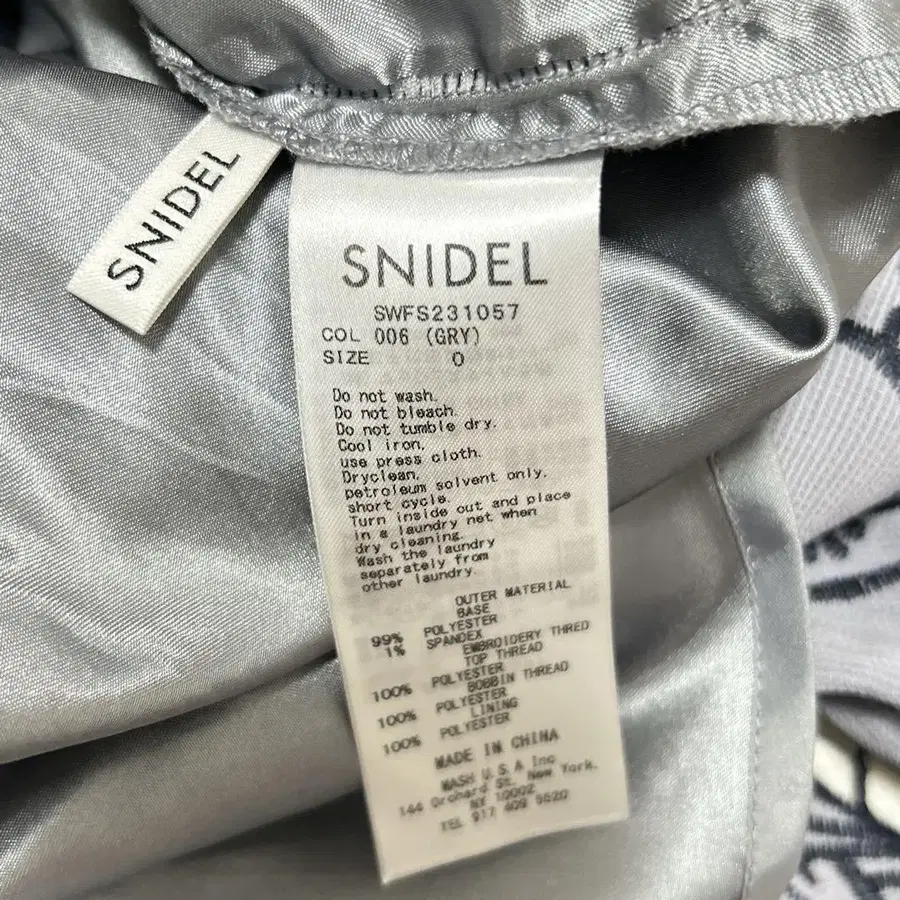 SNIDEL
SNIDEL
SWFS231057
COL 006 (GRY)
SIZE 0
Do not wash.
Do not bleach.
Do not tumble dry.
Cool iron,
use press cloth.
Dryclean,
petroleum solvent only,
short cycle.
Turn inside out and place
in a laundry net when
dry cleaning.
Wash the laundry
separately from
other laundry.
OUTER MATERIAL
BASE
99% POLYESTER
1% SPANDEX
EMBROIDERY THRED
TOP THREAD
100% POLYESTER
BOBBIN THREAD
100% POLYESTER
LINING
100% POLYESTER
MADE IN CHINA
MASH U.S.A Inc
144 Orchard St. New York.
NY 10002
TEL 917 409 5520